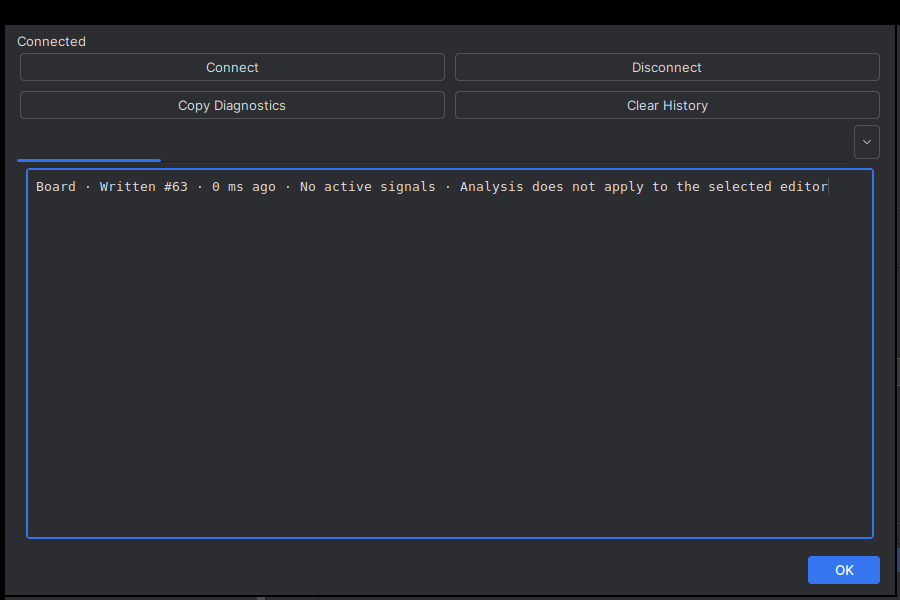 Connected
Connect
Disconnect
Copy Diagnostics
Clear History
Board · Written #63 · 0 ms ago · No active signals · Analysis does not apply to the selected editor
OK